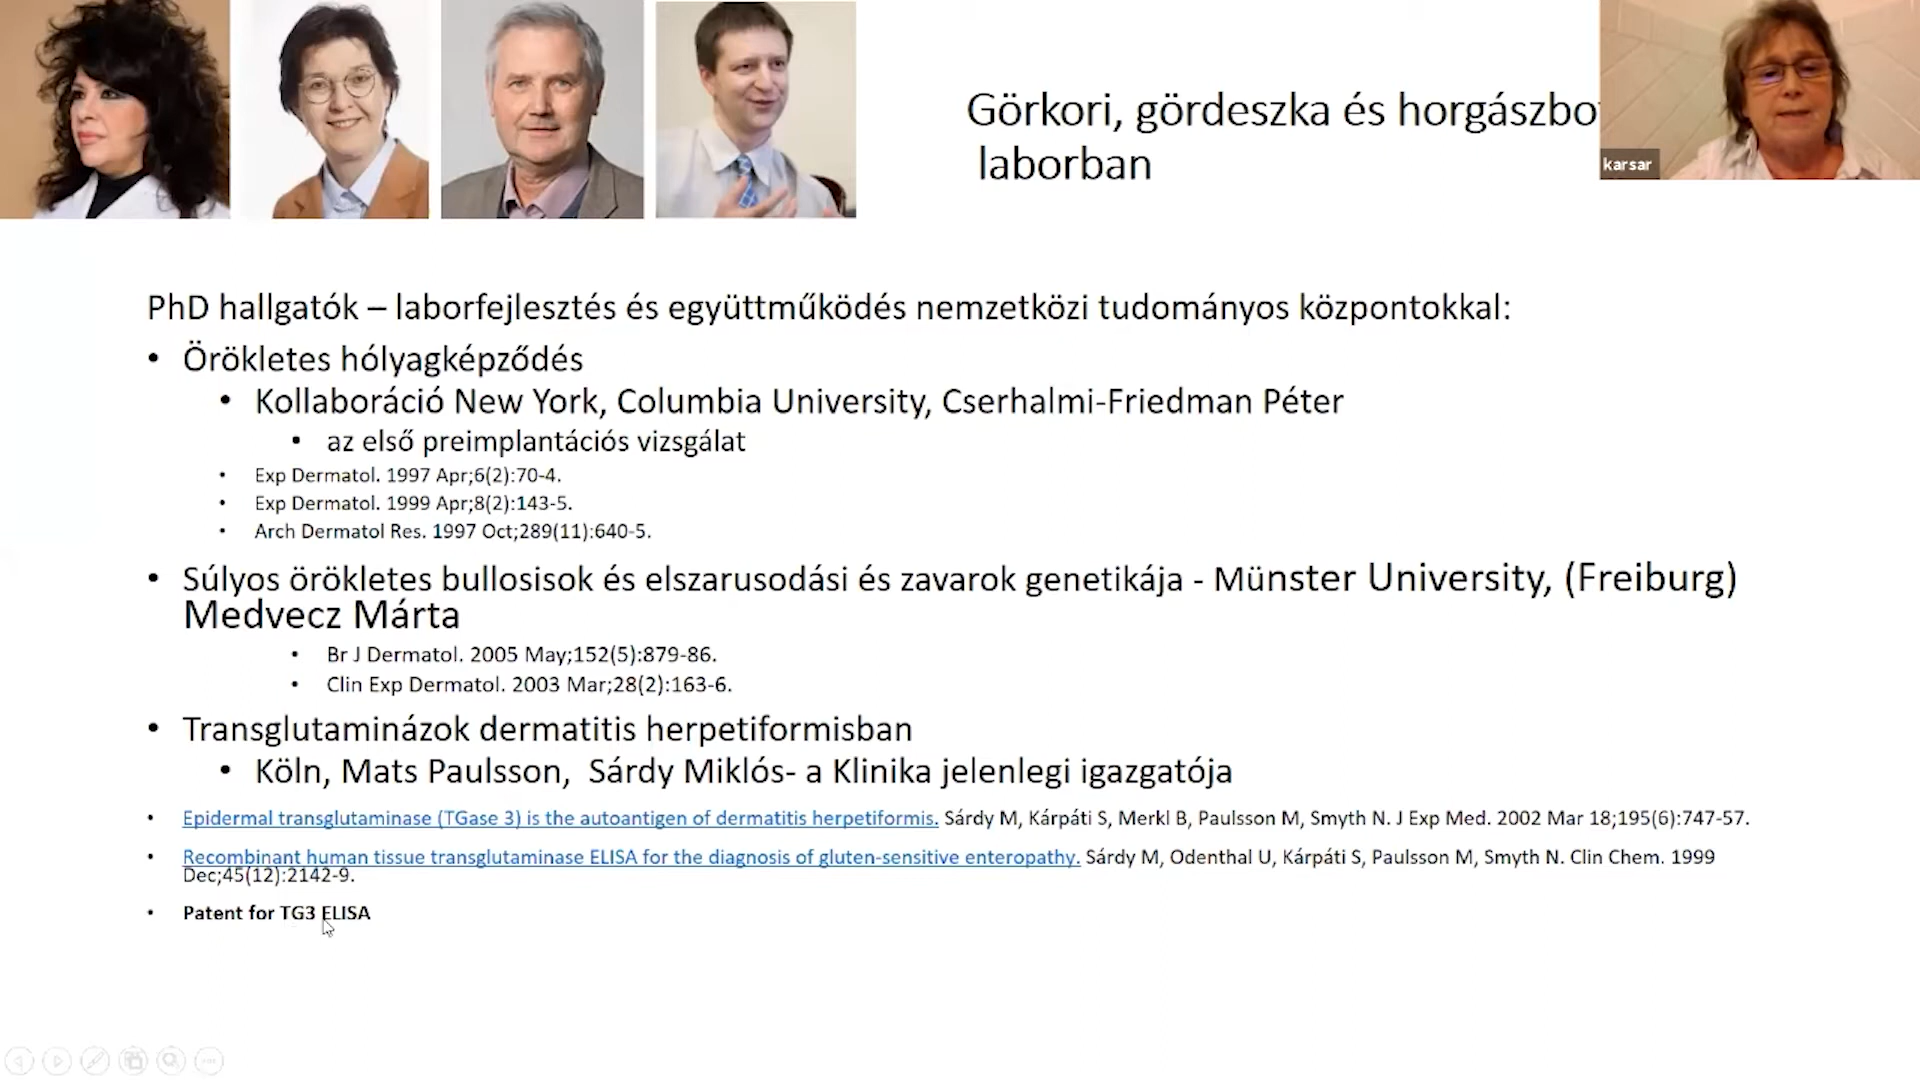 Görkori, gördeszka és horgászbo
laborban
karsar
PhD hallgatók – laborfejlesztés és együttműködés nemzetközi tudományos központokkal:
• Örökletes hólyagképződés
• Kollaboráció New York, Columbia University, Cserhalmi-Friedman Péter
• az első preimplantációs vizsgálat
• Exp Dermatol. 1997 Apr;6(2):70-4.
• Exp Dermatol. 1999 Apr;8(2):143-5.
• Arch Dermatol Res. 1997 Oct;289(11):640-5.
• Súlyos örökletes bullosisok és elszarusodási és zavarok genetikája - Münster University, (Freiburg)
Medvecz Márta
• Br J Dermatol. 2005 May;152(5):879-86.
• Clin Exp Dermatol. 2003 Mar;28(2):163-6.
• Transglutaminázok dermatitis herpetiformisban
• Köln, Mats Paulsson, Sárdy Miklós- a Klinika jelenlegi igazgatója
• Epidermal transglutaminase (TGase 3) is the autoantigen of dermatitis herpetiformis. Sárdy M, Kárpáti S, Merkl B, Paulsson M, Smyth N. J Exp Med. 2002 Mar 18;195(6):747-57.
• Recombinant human tissue transglutaminase ELISA for the diagnosis of gluten-sensitive enteropathy. Sárdy M, Odenthal U, Kárpáti S, Paulsson M, Smyth N. Clin Chem. 1999
Dec;45(12):2142-9.
• Patent for TG3 ELISA